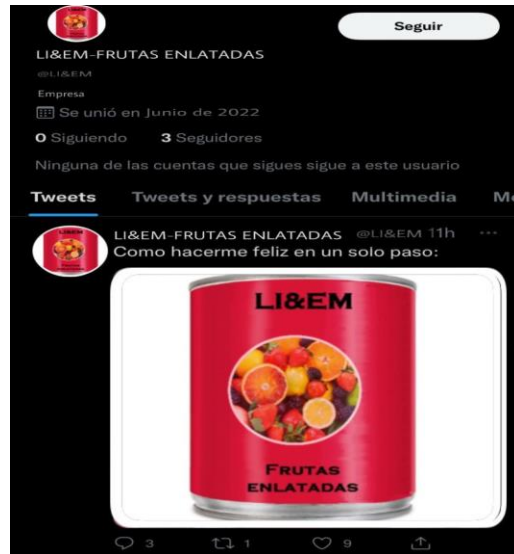 Seguir
LI&EM-FRUTAS ENLATADAS
@LI&EM
Empresa
Se unió en Junio de 2022
0 Siguiendo 3 Seguidores
Ninguna de las cuentas que sigues sigue a este usuario
Tweets Tweets y respuestas Multimedia
LI&EM-FRUTAS ENLATADAS @LI&EM 11h ...
Como hacerme feliz en un solo paso:
LI&EM
FRUTAS
ENLATADAS
3 1 9